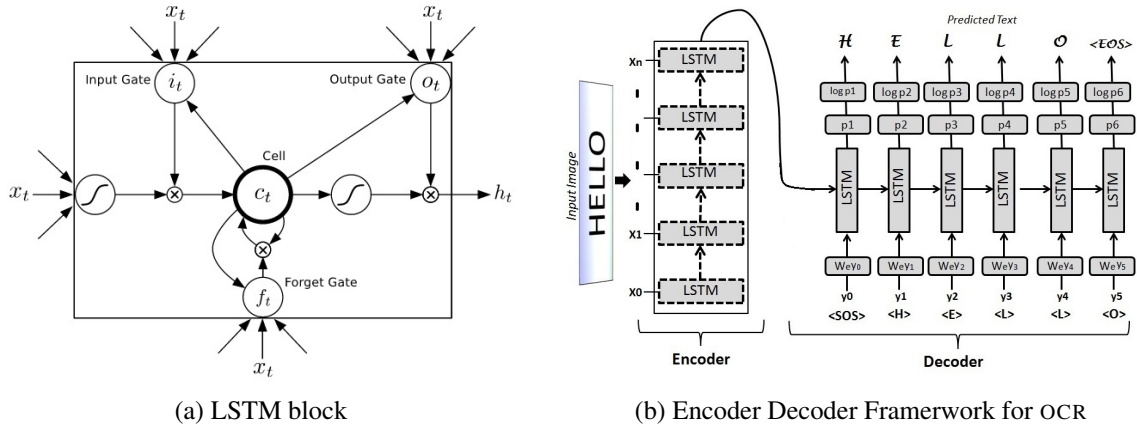 x_t
x_t
Input Gate
i_t
Output Gate
o_t
Cell
x_t
c_t
h_t
Forget Gate
f_t
x_t
(a) LSTM block
Predicted Text
H E L L O <EOS>
Xn
LSTM
log p1 log p2 log p3 log p4 log p5 log p6
LSTM
p1 p2 p3 p4 p5 p6
Input Image
HELLO
LSTM
LSTM LSTM LSTM LSTM LSTM LSTM
X1
LSTM
We y0 We y1 We y2 We y3 We y4 We y5
X0
LSTM
y0 y1 y2 y3 y4 y5
<SOS> <H> <E> <L> <L> <O>
Encoder
Decoder
(b) Encoder Decoder Framerwork for OCR